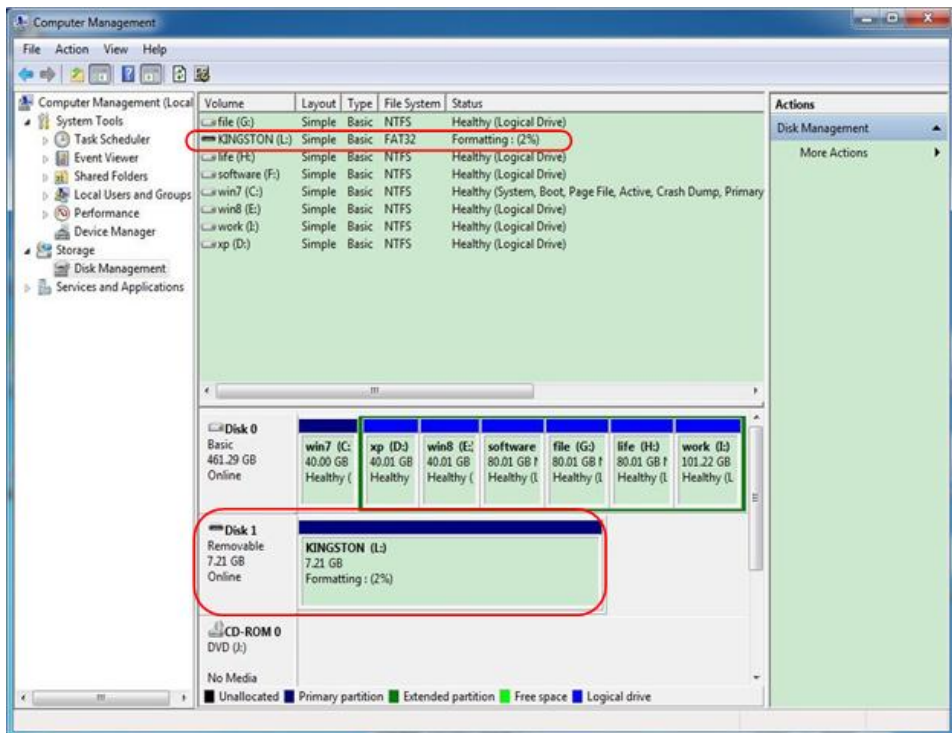 Computer Management
File Action View Help
Computer Management (Local
System Tools
Task Scheduler
Event Viewer
Shared Folders
Local Users and Groups
Performance
Device Manager
Storage
Disk Management
Services and Applications
Volume Layout Type File System Status
file (G:) Simple Basic NTFS Healthy (Logical Drive)
KINGSTON (L:) Simple Basic FAT32 Formatting : (2%)
life (H:) Simple Basic NTFS Healthy (Logical Drive)
software (F:) Simple Basic NTFS Healthy (Logical Drive)
win7 (C:) Simple Basic NTFS Healthy (System, Boot, Page File, Active, Crash Dump, Primary
win8 (E:) Simple Basic NTFS Healthy (Logical Drive)
work (I:) Simple Basic NTFS Healthy (Logical Drive)
xp (D:) Simple Basic NTFS Healthy (Logical Drive)
Actions
Disk Management
More Actions
Disk 0
Basic
461.29 GB
Online
win7 (C:
40.00 GB
Healthy (
xp (D:)
40.01 GB
Healthy
win8 (E:
40.01 GB
Healthy (
software
80.01 GB
Healthy (L
file (G:)
80.01 GB
Healthy (L
life (H:)
80.01 GB
Healthy (L
work (I:)
101.22 GB
Healthy (L
Disk 1
Removable
7.21 GB
Online
KINGSTON (L:)
7.21 GB
Formatting : (2%)
CD-ROM 0
DVD (J:)
No Media
Unallocated Primary partition Extended partition Free space Logical drive